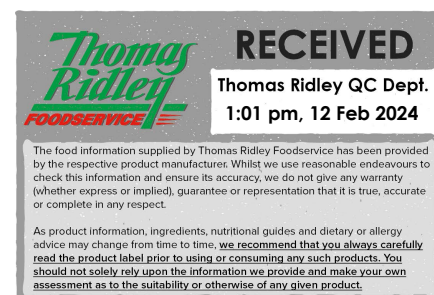 Thomas
Ridley
FOODSERVICE
RECEIVED
Thomas Ridley QC Dept.
1:01 pm, 12 Feb 2024
The food information supplied by Thomas Ridley Foodservice has been provided
by the respective product manufacturer. Whilst we use reasonable endeavours to
check this information and ensure its accuracy, we do not give any warranty
(whether express or implied), guarantee or representation that it is true, accurate
or complete in any respect.
As product information, ingredients, nutritional guides and dietary or allergy
advice may change from time to time, we recommend that you always carefully
read the product label prior to using or consuming any such products. You
should not solely rely upon the information we provide and make your own
assessment as to the suitability or otherwise of any given product.